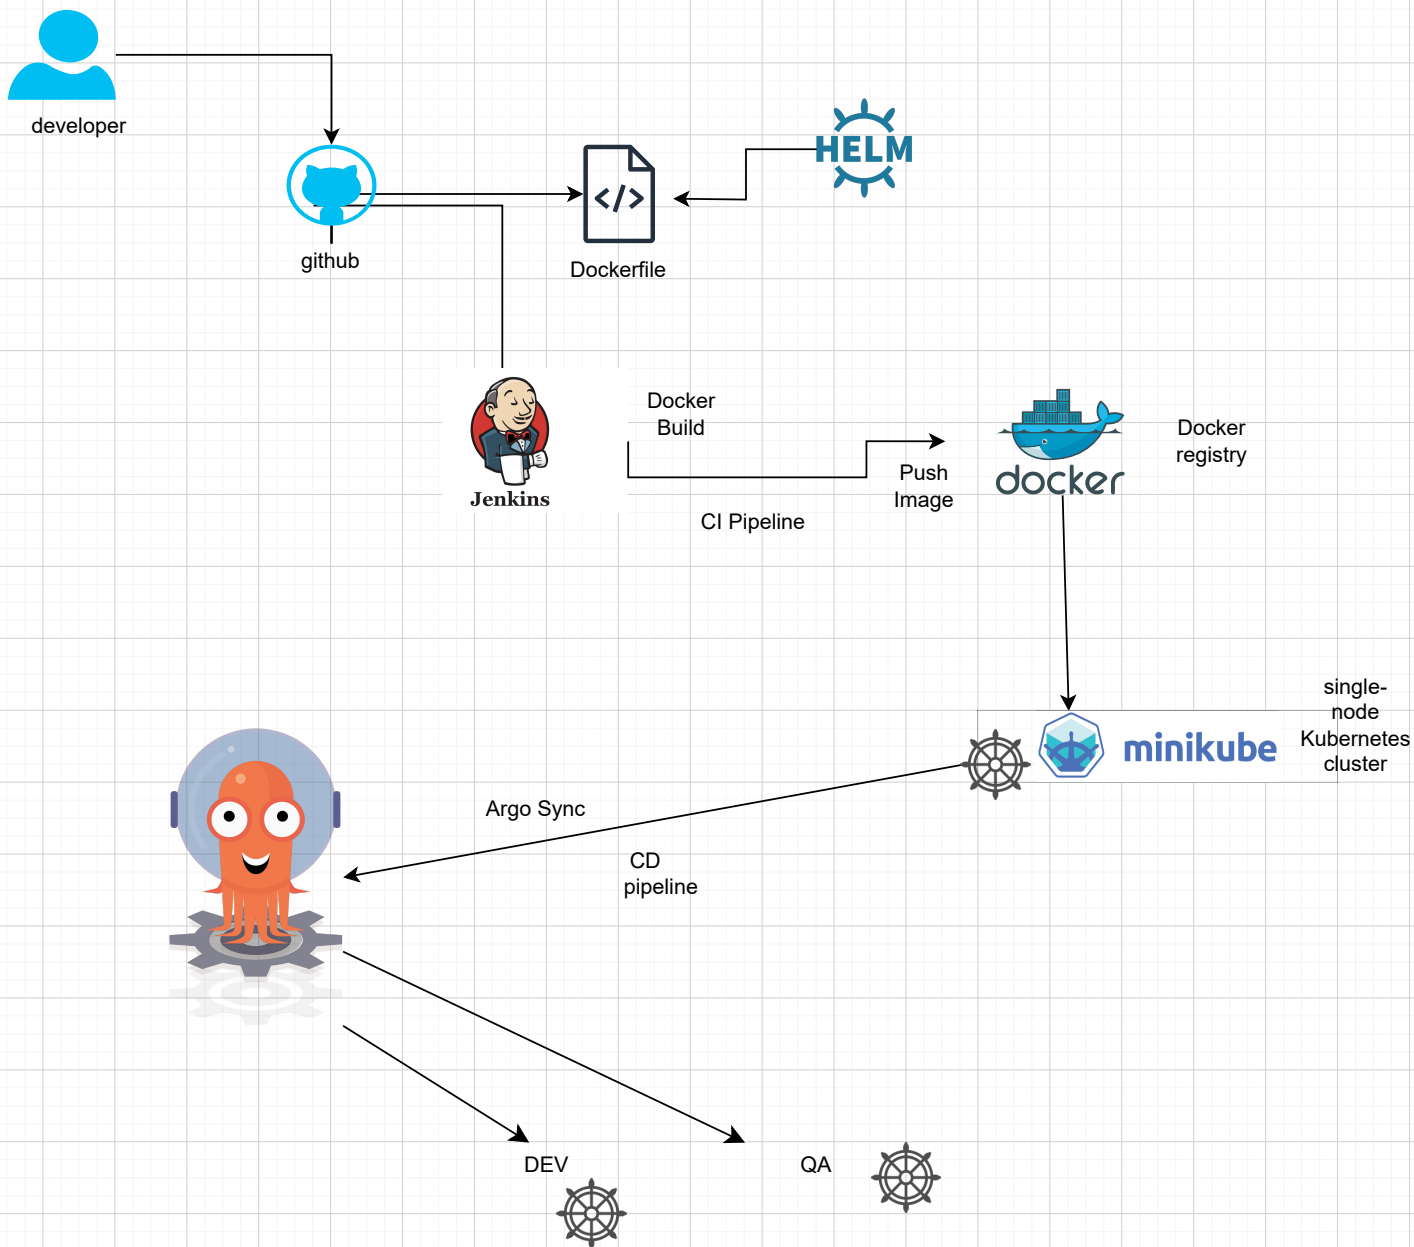 developer
HELM
github
Dockerfile
Docker
Build
Docker
registry
Push
Image
docker
Jenkins
CI Pipeline
single-
node
Kubernetes
cluster
minikube
Argo Sync
CD
pipeline
DEV
QA